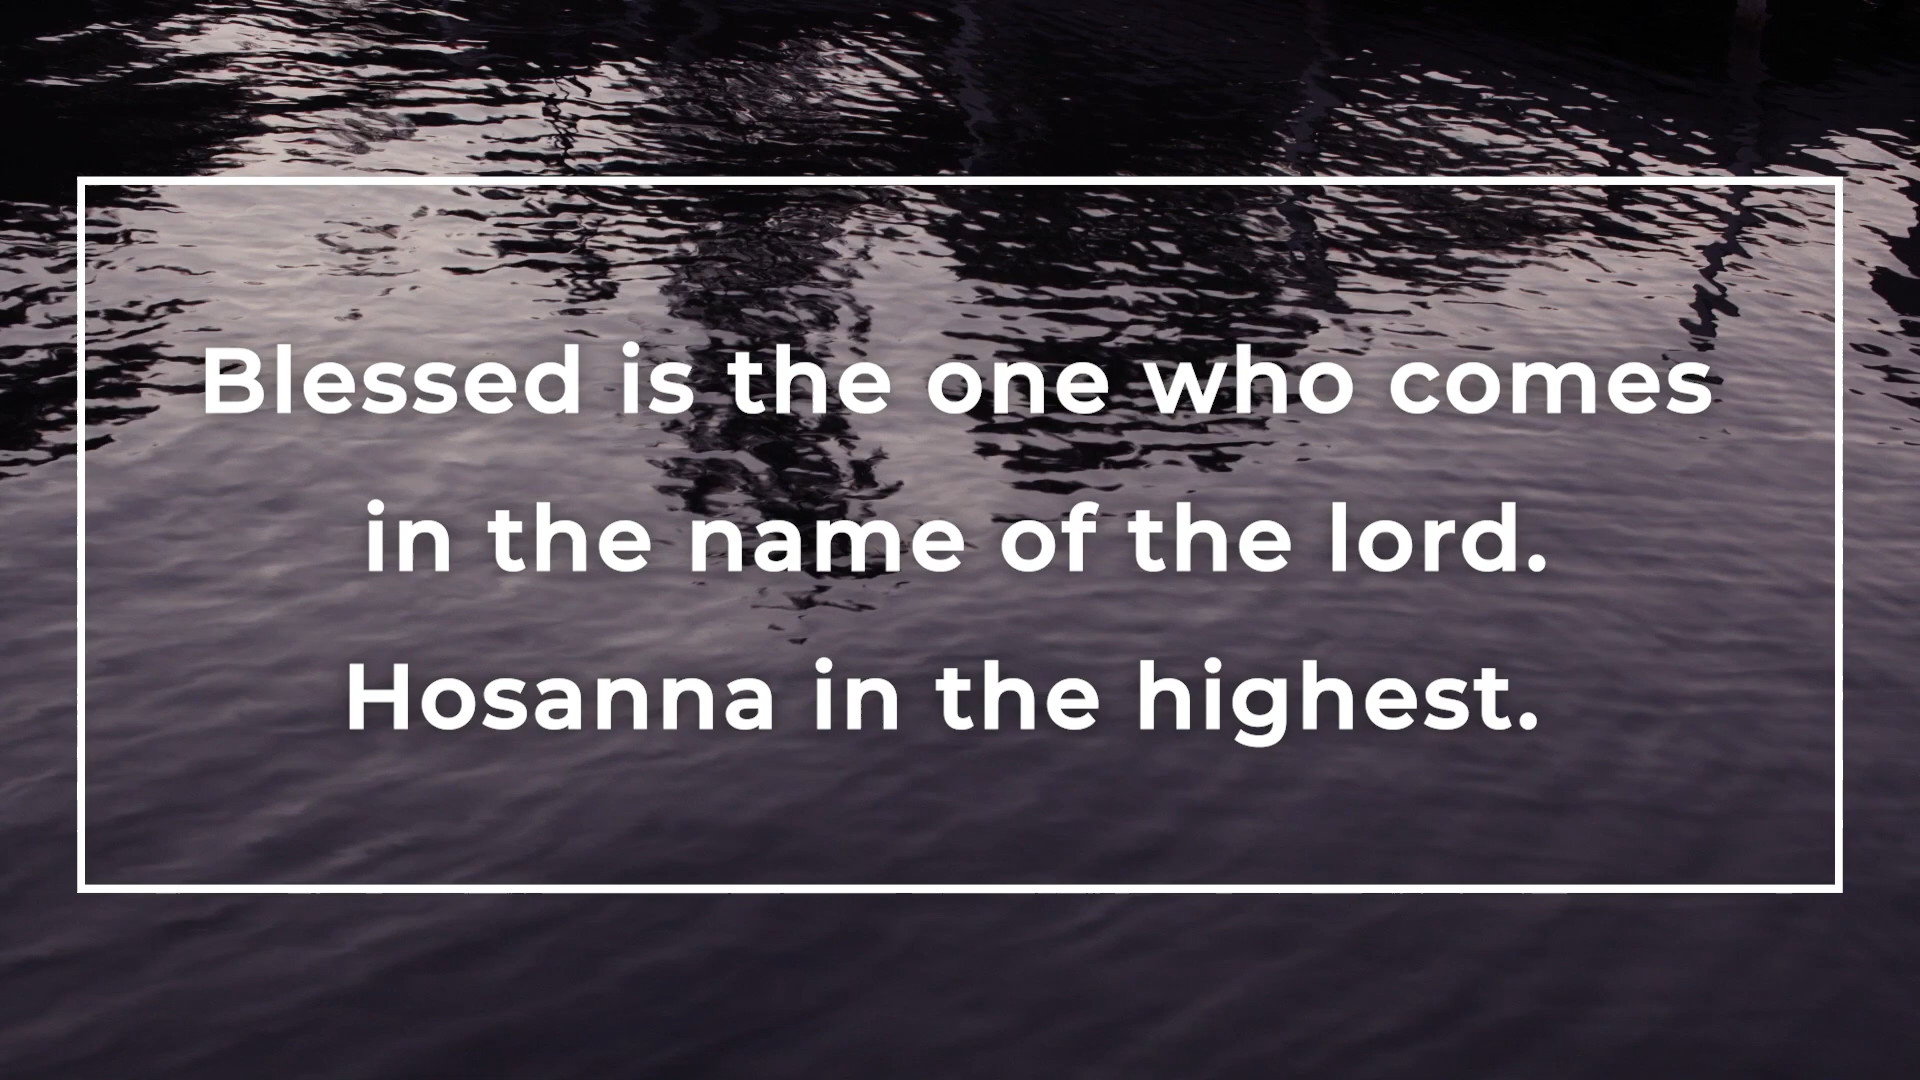 Blessed is the one who comes
in the name of the lord.
Hosanna in the highest.